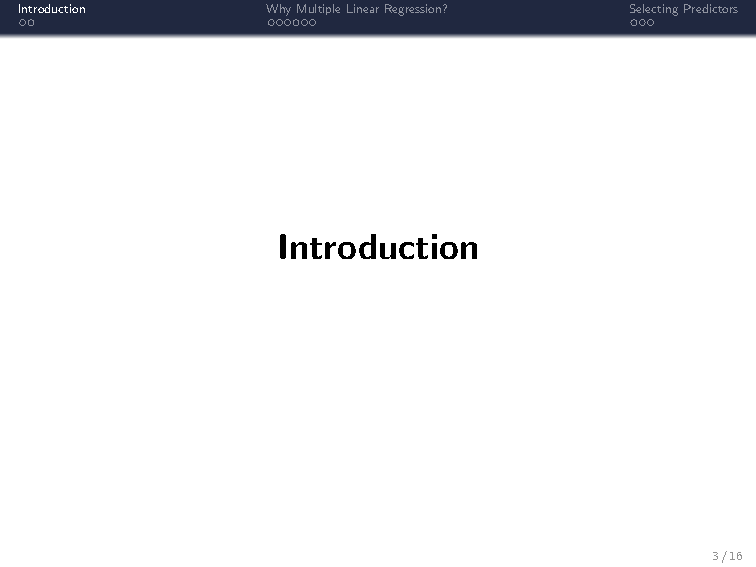 Introduction
Why Multiple Linear Regression?
Selecting Predictors
Introduction
3 / 16